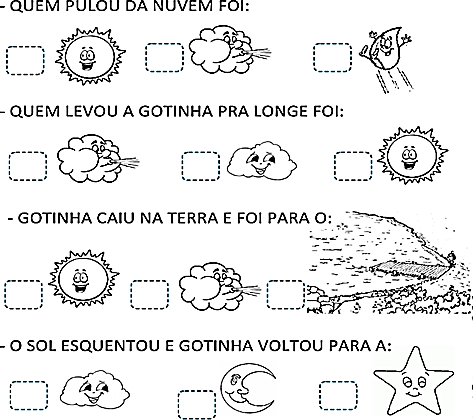 - QUEM PULOU DA NUVEM FOI:
- QUEM LEVOU A GOTINHA PRA LONGE FOI:
- GOTINHA CAIU NA TERRA E FOI PARA O:
- O SOL ESQUENTOU E GOTINHA VOLTOU PARA A: